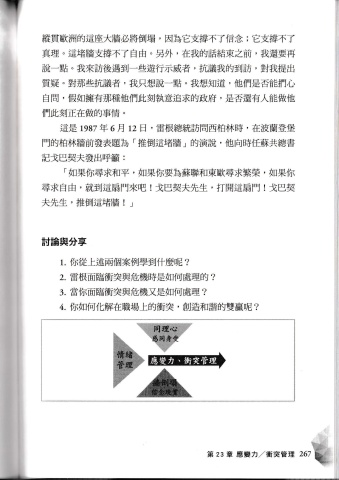 縱貫歐洲的這座大牆必將倒塌，因為它支撐不了信念；它支撐不了
真理。這堵牆支撐不了自由。另外，在我的話結束之前，我還要再
說一點。我來訪後遇到一些遊行示威者，抗議我的到訪，對我提出
質疑。對那些抗議者，我只想說一點。我想知道，他們是否能捫心
自問，假如擁有那種他們此刻執意追求的政府，是否還有人能做他
們此刻正在做的事情。
這是 1987 年 6 月 12 日，雷根總統訪問西柏林時，在波蘭登堡
門的柏林牆前發表題為「推倒這堵牆」的演說，他向時任蘇共總書
記戈巴契夫發出呼籲：
「如果你尋求和平，如果你要為蘇聯和東歐尋求繁榮，如果你
尋求自由，就到這扇門來吧！戈巴契夫先生，打開這扇門！戈巴契
夫先生，推倒這堵牆！」
討論與分享
1. 你從上述兩個案例學到什麼呢？
2. 雷根面臨衝突與危機時是如何處理的？
3. 當你面臨衝突與危機又是如何處理？
4. 你如何化解在職場上的衝突，創造和諧的雙贏呢？
同理心
感同身受
情緒
管理
應變力、衝突管理
第 23 章 應變力／衝突管理 267